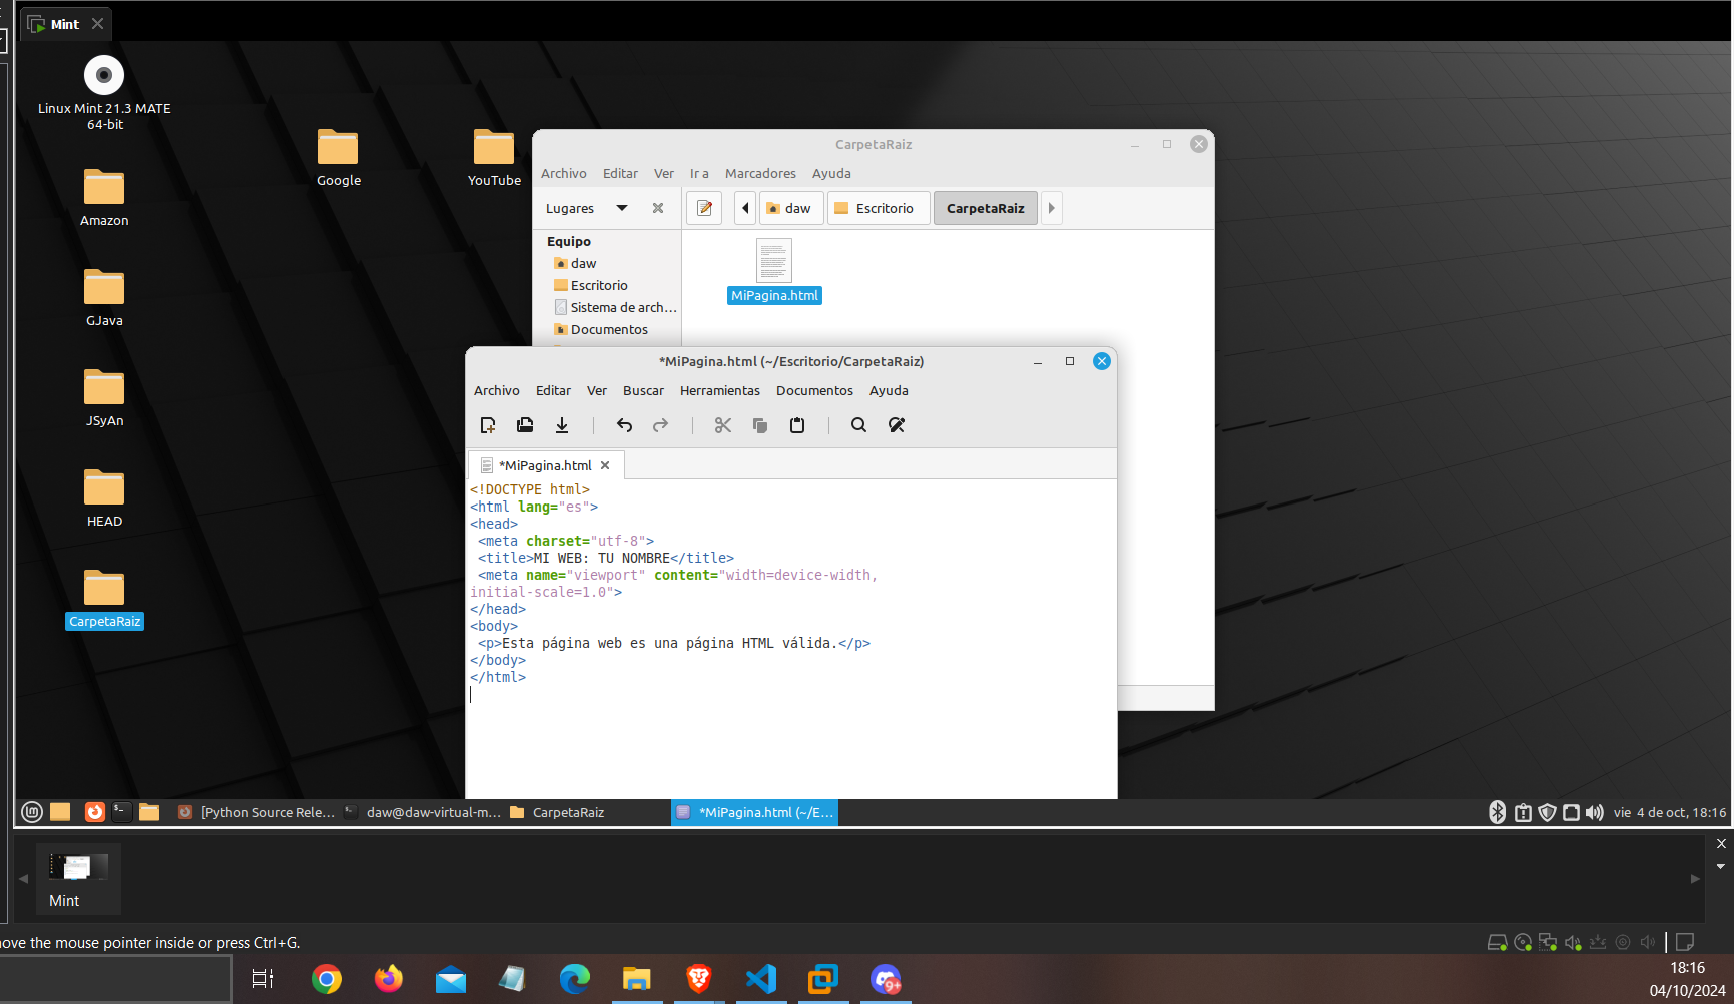 Mint
Linux Mint 21.3 MATE
64-bit
Google
YouTube
Amazon
GJava
JSyAn
HEAD
CarpetaRaiz
CarpetaRaiz
Archivo Editar Ver Ir a Marcadores Ayuda
Lugares
daw Escritorio CarpetaRaiz
Equipo
daw
Escritorio
Sistema de arch...
Documentos
MiPagina.html
*MiPagina.html (~/Escritorio/CarpetaRaiz)
Archivo Editar Ver Buscar Herramientas Documentos Ayuda
*MiPagina.html
<!DOCTYPE html>
<html lang="es">
<head>
<meta charset="utf-8">
<title>MI WEB: TU NOMBRE</title>
<meta name="viewport" content="width=device-width,
initial-scale=1.0">
</head>
<body>
<p>Esta página web es una página HTML válida.</p>
</body>
</html>
[Python Source Rele... daw@daw-virtual-m... CarpetaRaiz *MiPagina.html (~/E... vie 4 de oct, 18:16
Mint
ove the mouse pointer inside or press Ctrl+G.
9+
18:16
04/10/2024